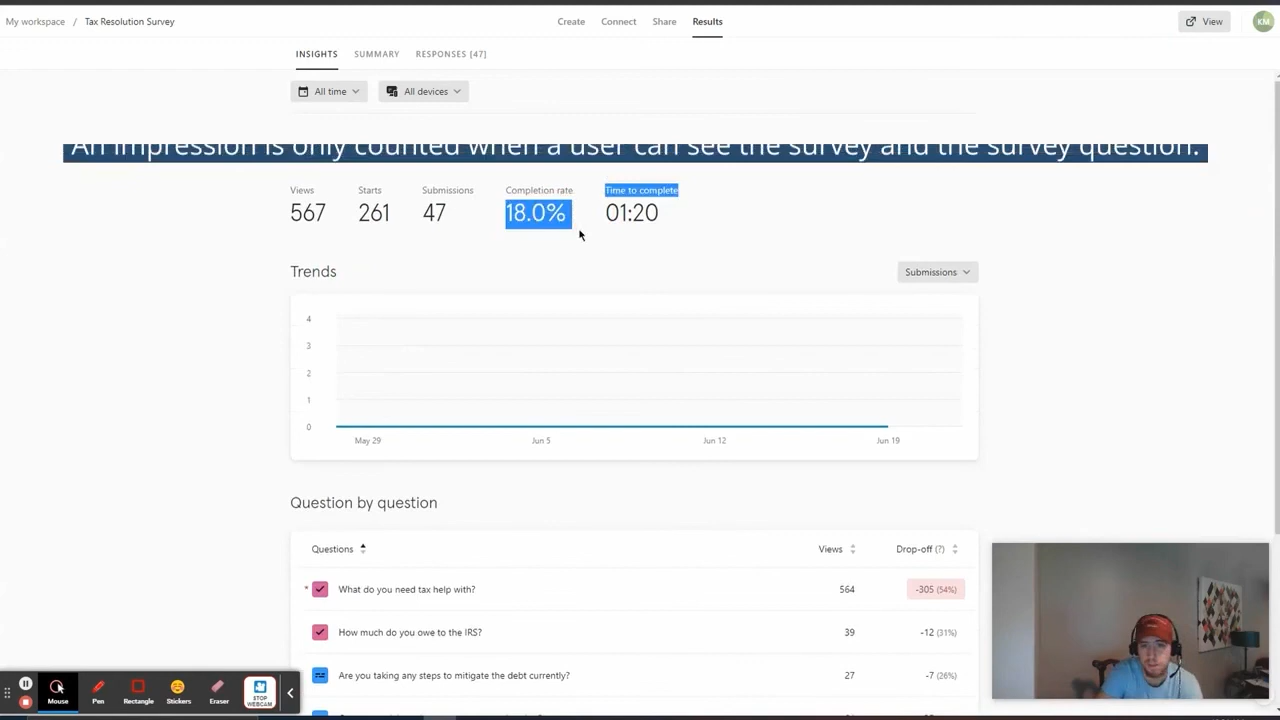 My workspace / Tax Resolution Survey
Create Connect Share Results
View
KM
INSIGHTS SUMMARY RESPONSES [47]
All time All devices
An impression is only counted when a user can see the survey and the survey question.
Views Starts Submissions Completion rate Time to complete
567 261 47 18.0% 01:20
Trends
Submissions
4
3
2
1
0
May 29 Jun 5 Jun 12 Jun 19
Question by question
Questions Views Drop-off (?)
* What do you need tax help with? 564 -305 (54%)
How much do you owe to the IRS? 39 -12 (31%)
Are you taking any steps to mitigate the debt currently? 27 -7 (26%)
Mouse Pen Rectangle Stickers Eraser STOP WEBCAM